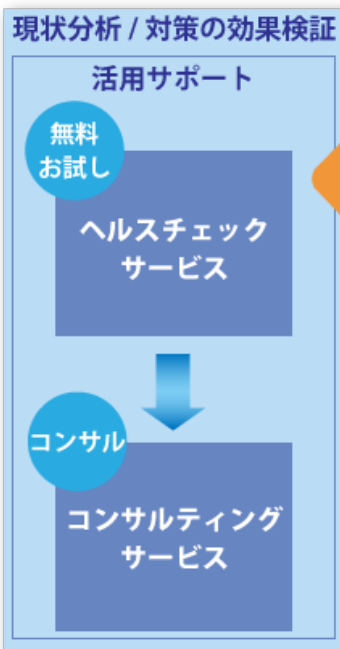 現状分析 / 対策の効果検証
活用サポート
無料
お試し
ヘルスチェック
サービス
コンサル
コンサルティング
サービス